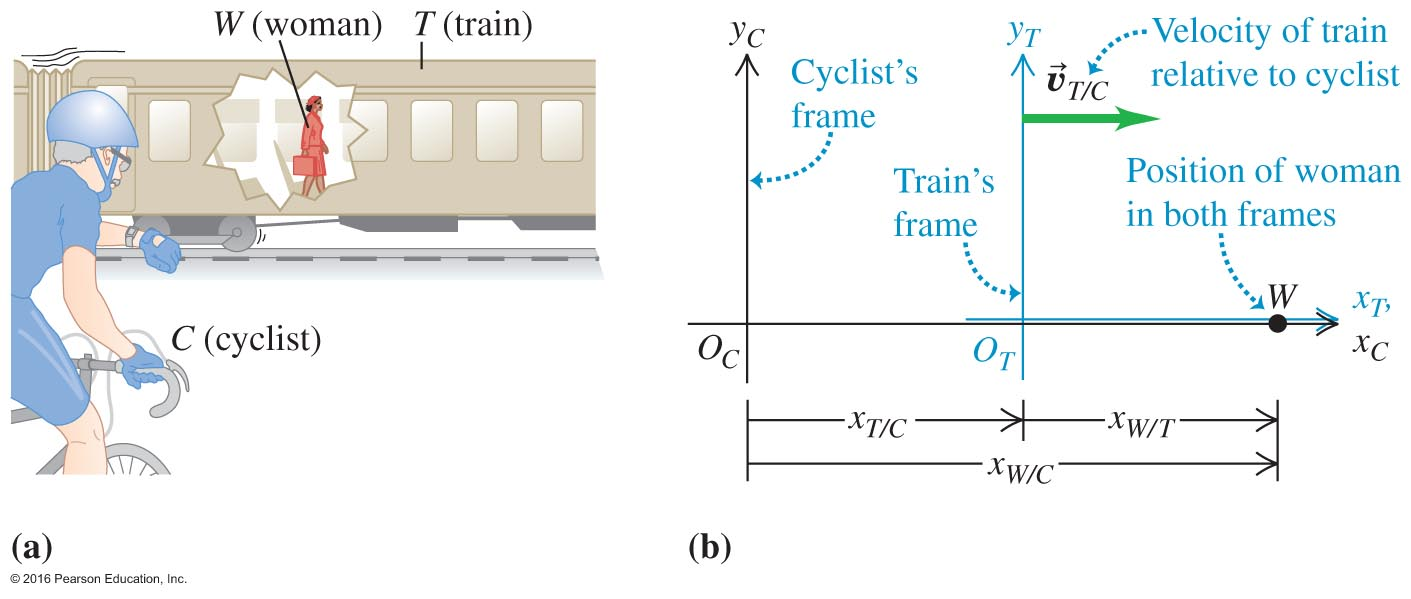 W (woman) T (train)
C (cyclist)
(a)
© 2016 Pearson Education, Inc.
y_C
y_T
Cyclist's
frame
Velocity of train
relative to cyclist
v⃗_T/C
Train's
frame
Position of woman
in both frames
W
x_T,
x_C
O_C
O_T
x_T/C
x_W/T
x_W/C
(b)